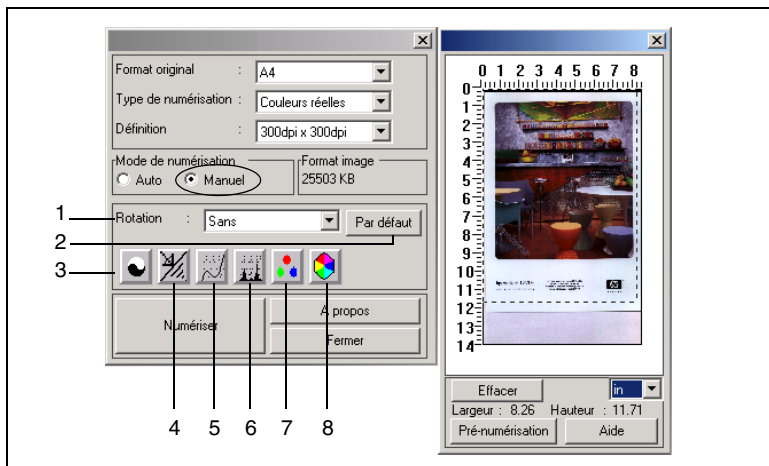 Format original : A4
Type de numérisation : Couleurs réelles
Définition : 300dpi x 300dpi
Mode de numérisation
Auto Manuel
Format image
25503 KB
1
Rotation : Sans Par défaut
2
3
Numériser
A propos
Fermer
4 5 6 7 8
0 1 2 3 4 5 6 7 8
0
1
2
3
4
5
6
7
8
9
10
11
12
13
14
Effacer in
Largeur : 8.26 Hauteur : 11.71
Pré-numérisation Aide